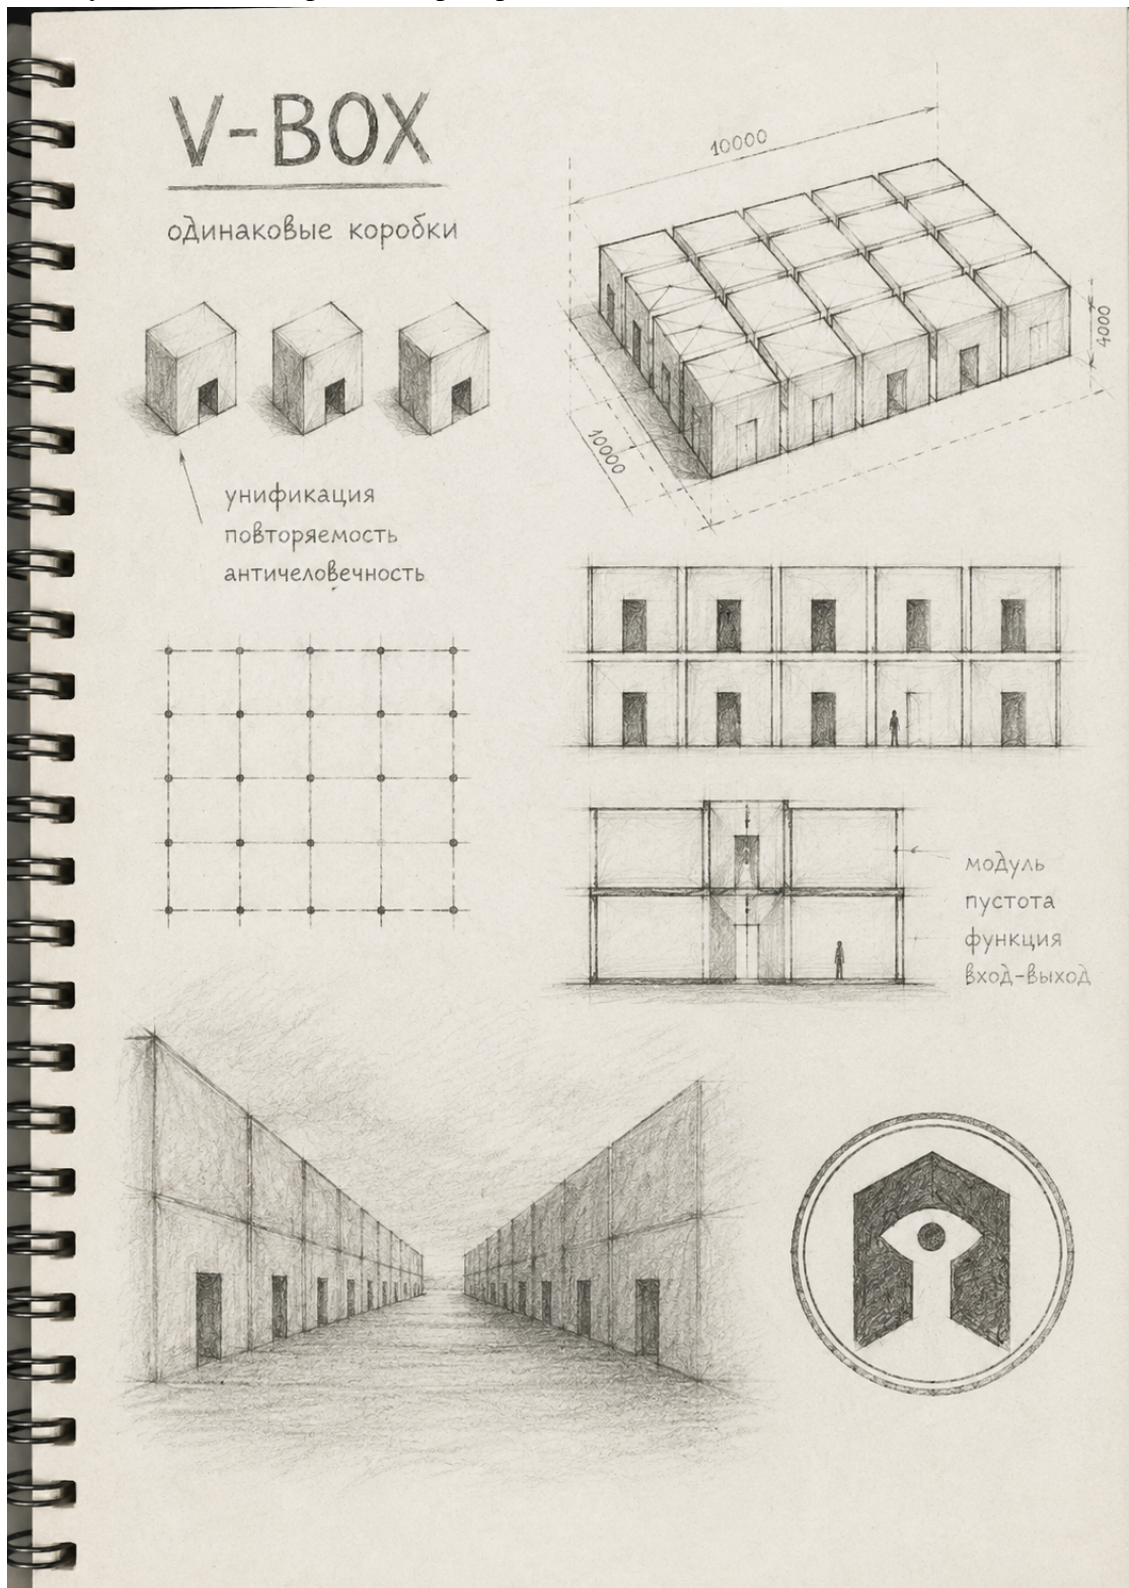 V-BOX
одинаковые коробки
10000
4000
10000
унификация
повторяемость
античеловечность
модуль
пустота
функция
вход-выход